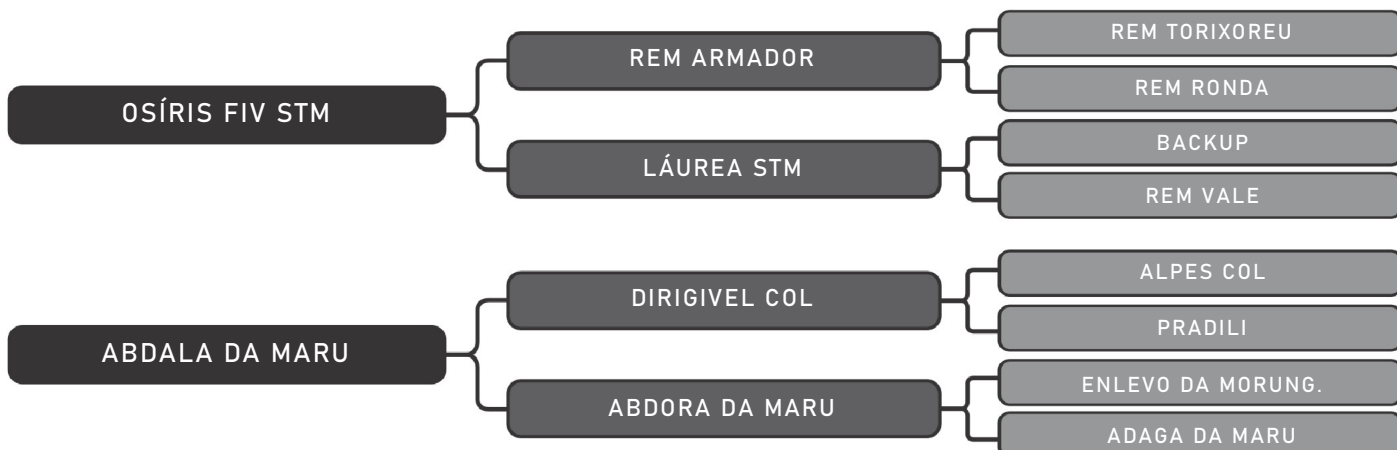 OSÍRIS FIV STM
REM ARMADOR
REM TORIXOREU
REM RONDA
LÁUREA STM
BACKUP
REM VALE
ABDALA DA MARU
DIRIGIVEL COL
ALPES COL
PRADILI
ABDORA DA MARU
ENLEVO DA MORUNG.
ADAGA DA MARU